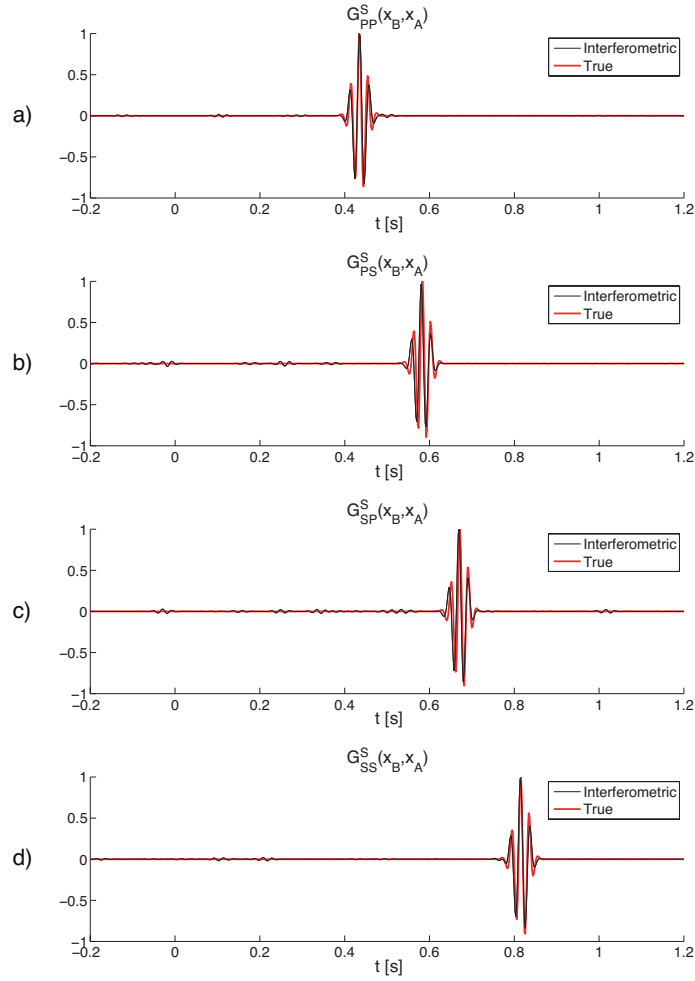 G^S_PP(x_B,x_A)
a)
1
0.5
0
−0.5
−1
−0.2 0 0.2 0.4 0.6 0.8 1 1.2
t [s]
Interferometric
True
G^S_PS(x_B,x_A)
b)
1
0.5
0
−0.5
−1
−0.2 0 0.2 0.4 0.6 0.8 1 1.2
t [s]
Interferometric
True
G^S_SP(x_B,x_A)
c)
1
0.5
0
−0.5
−1
−0.2 0 0.2 0.4 0.6 0.8 1 1.2
t [s]
Interferometric
True
G^S_SS(x_B,x_A)
d)
1
0.5
0
−0.5
−1
−0.2 0 0.2 0.4 0.6 0.8 1 1.2
t [s]
Interferometric
True